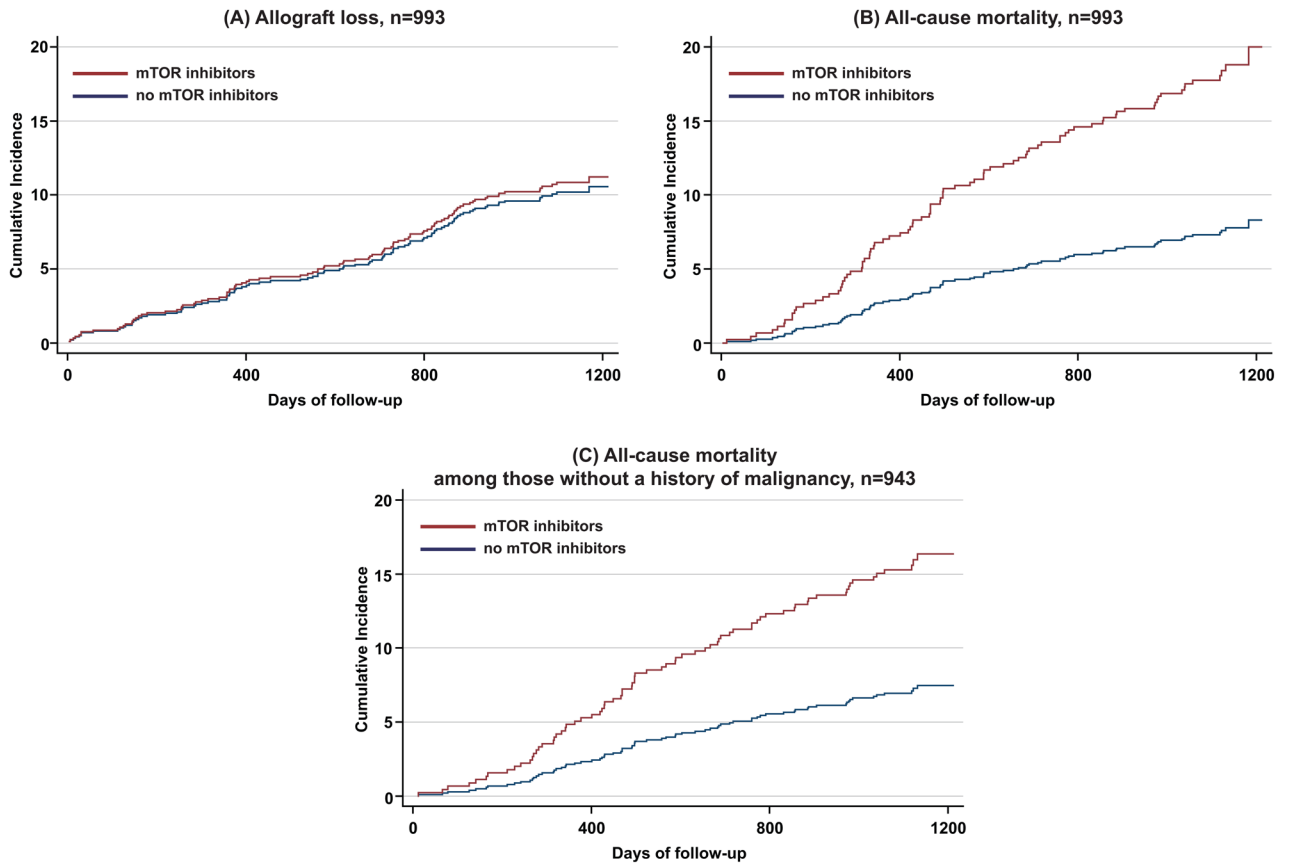 (A) Allograft loss, n=993
20
15
10
5
0
Cumulative Incidence
mTOR inhibitors
no mTOR inhibitors
0 400 800 1200
Days of follow-up
(B) All-cause mortality, n=993
20
15
10
5
0
Cumulative Incidence
mTOR inhibitors
no mTOR inhibitors
0 400 800 1200
Days of follow-up
(C) All-cause mortality
among those without a history of malignancy, n=943
20
15
10
5
0
Cumulative Incidence
mTOR inhibitors
no mTOR inhibitors
0 400 800 1200
Days of follow-up